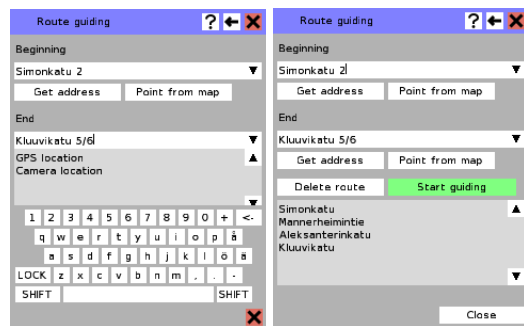 Route guiding
?
Beginning
Simonkatu 2
Get address Point from map
End
Kluuvikatu 5/6
GPS location
Camera location
1 2 3 4 5 6 7 8 9 0 + <-
q w e r t y u i o p å
a s d f g h j k l ö ä
LOCK z x c v b n m , . -
SHIFT SHIFT
Route guiding
?
Beginning
Simonkatu 2
Get address Point from map
End
Kluuvikatu 5/6
Get address Point from map
Delete route Start guiding
Simonkatu
Mannerheimintie
Aleksanterinkatu
Kluuvikatu
Close